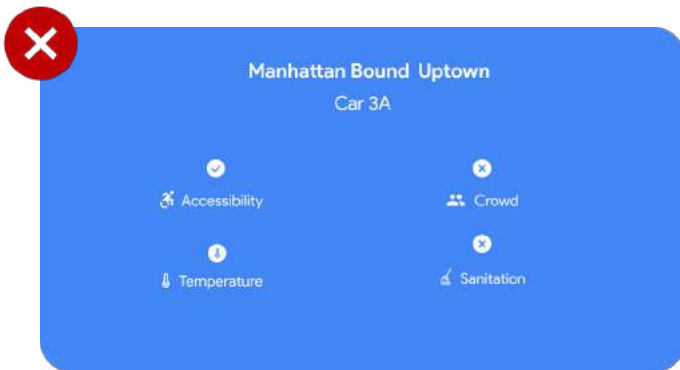 Manhattan Bound Uptown
Car 3A
Accessibility
Crowd
Temperature
Sanitation